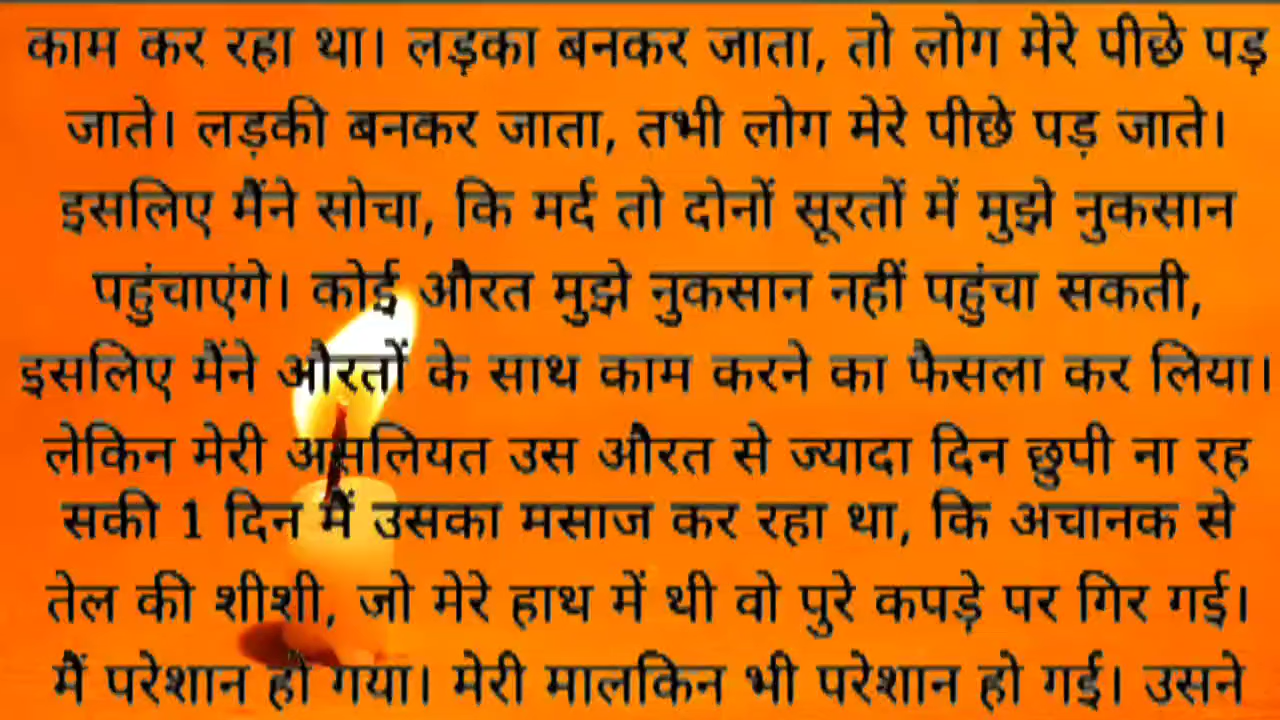 काम कर रहा था। लड़का बनकर जाता, तो लोग मेरे पीछे पड़
जाते। लड़की बनकर जाता, तभी लोग मेरे पीछे पड़ जाते।
इसलिए मैंने सोचा, कि मर्द तो दोनों सूरतों में मुझे नुकसान
पहुंचाएंगे। कोई औरत मुझे नुकसान नहीं पहुंचा सकती,
इसलिए मैंने औरतों के साथ काम करने का फैसला कर लिया।
लेकिन मेरी असलियत उस औरत से ज्यादा दिन छुपी ना रह
सकी 1 दिन मैं उसका मसाज कर रहा था, कि अचानक से
तेल की शीशी, जो मेरे हाथ में थी वो पुरे कपड़े पर गिर गई।
मैं परेशान हो गया। मेरी मालकिन भी परेशान हो गई। उसने